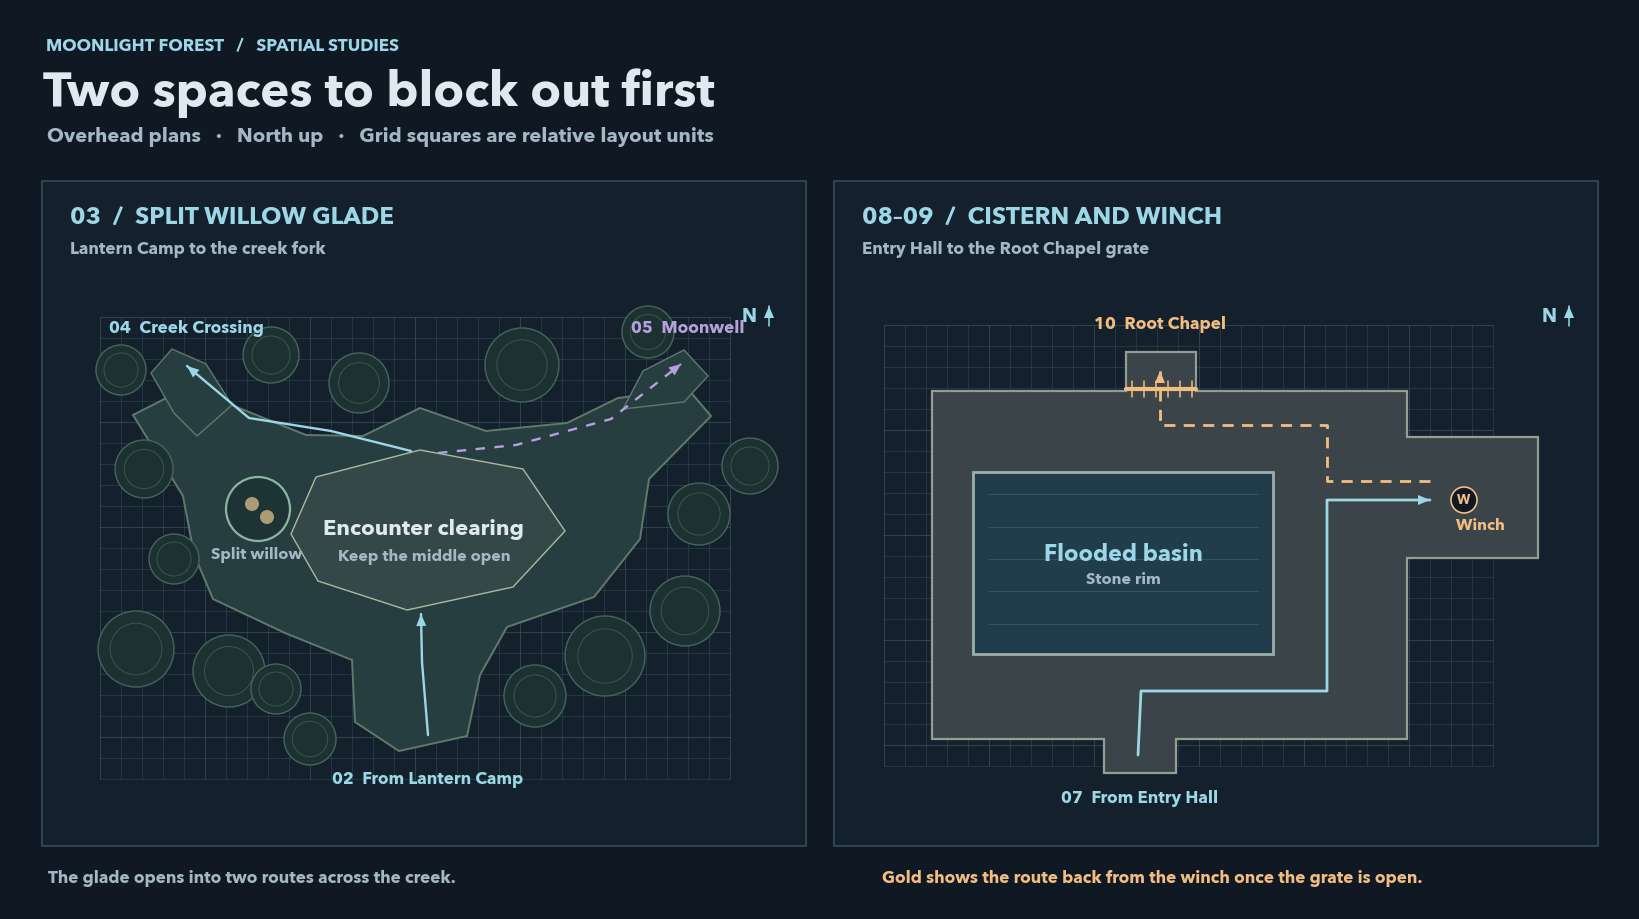 MOONLIGHT FOREST / SPATIAL STUDIES
Two spaces to block out first
Overhead plans · North up · Grid squares are relative layout units
03 / SPLIT WILLOW GLADE
Lantern Camp to the creek fork
N
04 Creek Crossing
05 Moonwell
Encounter clearing
Keep the middle open
Split willow
02 From Lantern Camp
08–09 / CISTERN AND WINCH
Entry Hall to the Root Chapel grate
N
10 Root Chapel
W
Winch
Flooded basin
Stone rim
07 From Entry Hall
The glade opens into two routes across the creek.
Gold shows the route back from the winch once the grate is open.